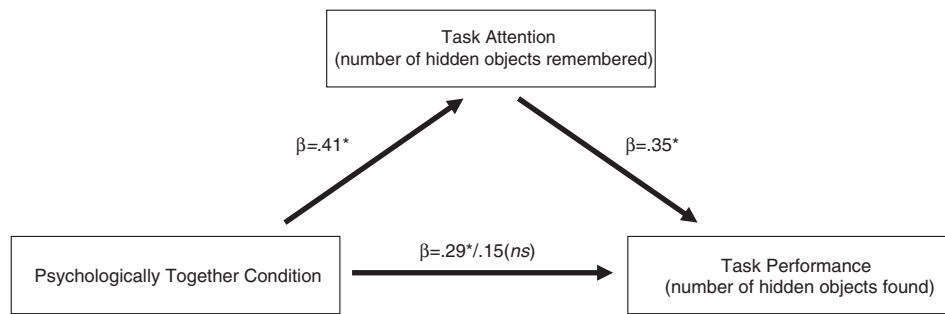 Task Attention
(number of hidden objects remembered)
β=.41*
β=.35*
β=.29*/.15(ns)
Psychologically Together Condition
Task Performance
(number of hidden objects found)